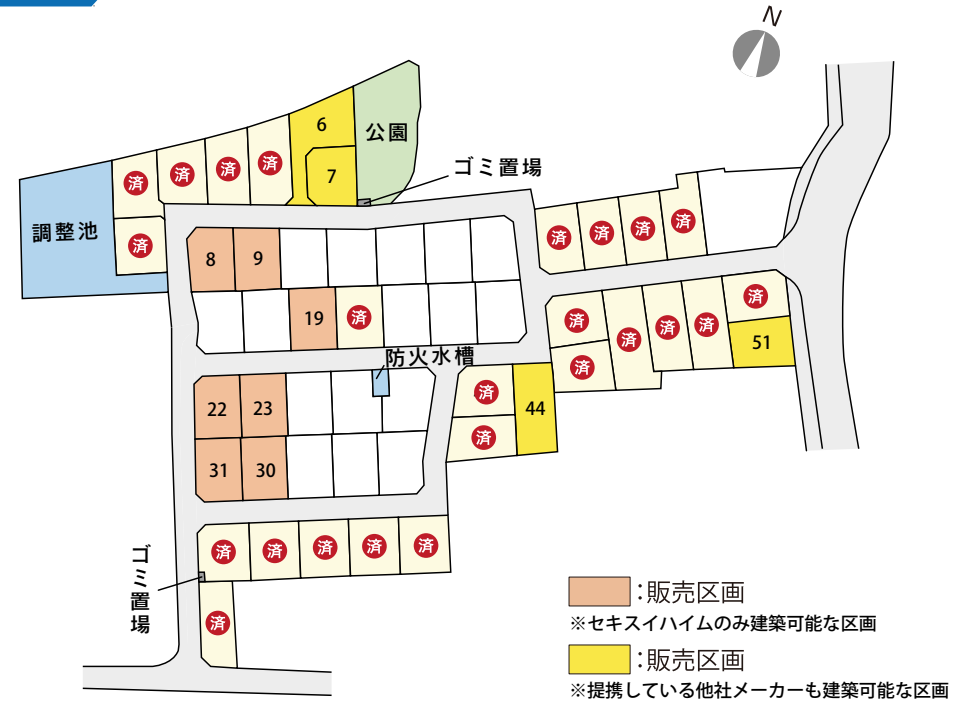 N
6
公園
7
ゴミ置場
済
済
済
済
済
済
調整池
8
9
済
済
済
済
19
済
済
済
済
済
済
済
51
防火水槽
22
23
済
済
44
31
30
済
済
済
済
済
ゴミ置場
済
:販売区画
※セキスイハイムのみ建築可能な区画
:販売区画
※提携している他社メーカーも建築可能な区画